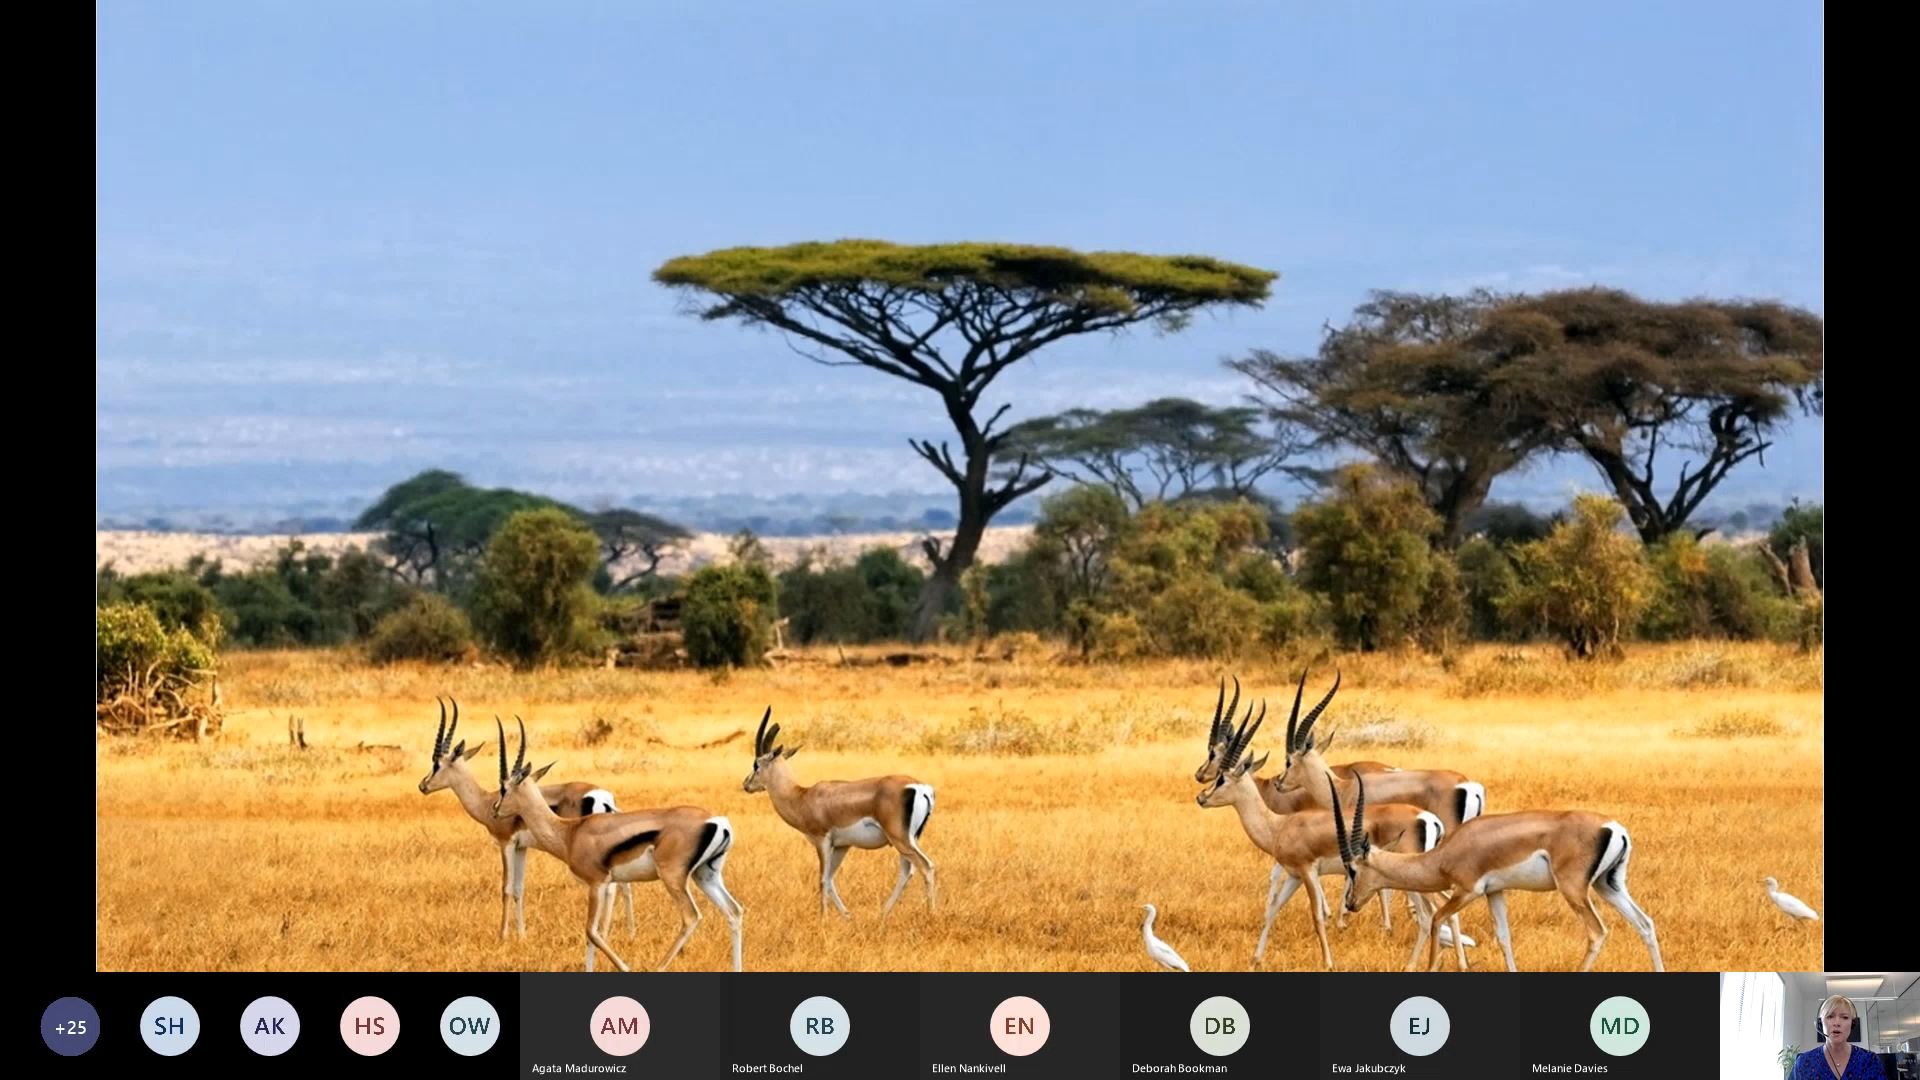 +25
SH
AK
HS
OW
AM
RB
EN
DB
EJ
MD
Agata Madurowicz
Robert Bochel
Ellen Nankivell
Deborah Bookman
Ewa Jakubczyk
Melanie Davies